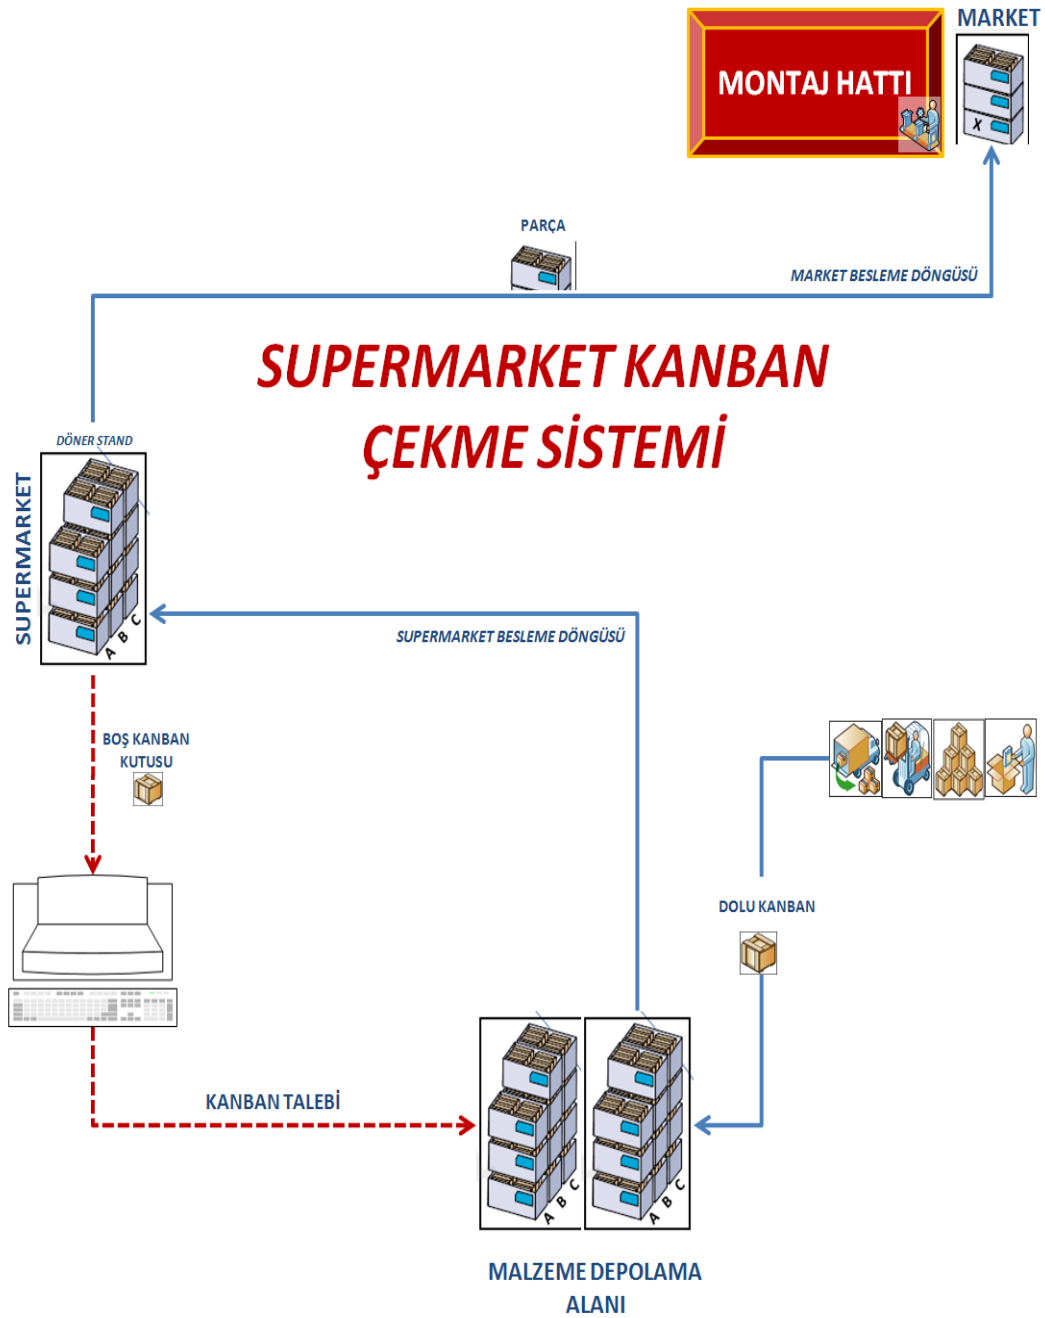 MARKET
MONTAJ HATTI
X
PARÇA
MARKET BESLEME DÖNGÜSÜ
SUPERMARKET KANBAN
ÇEKME SİSTEMİ
DÖNER STAND
SUPERMARKET
A B C
SUPERMARKET BESLEME DÖNGÜSÜ
BOŞ KANBAN
KUTUSU
DOLU KANBAN
KANBAN TALEBİ
A B C
A B C
MALZEME DEPOLAMA
ALANI